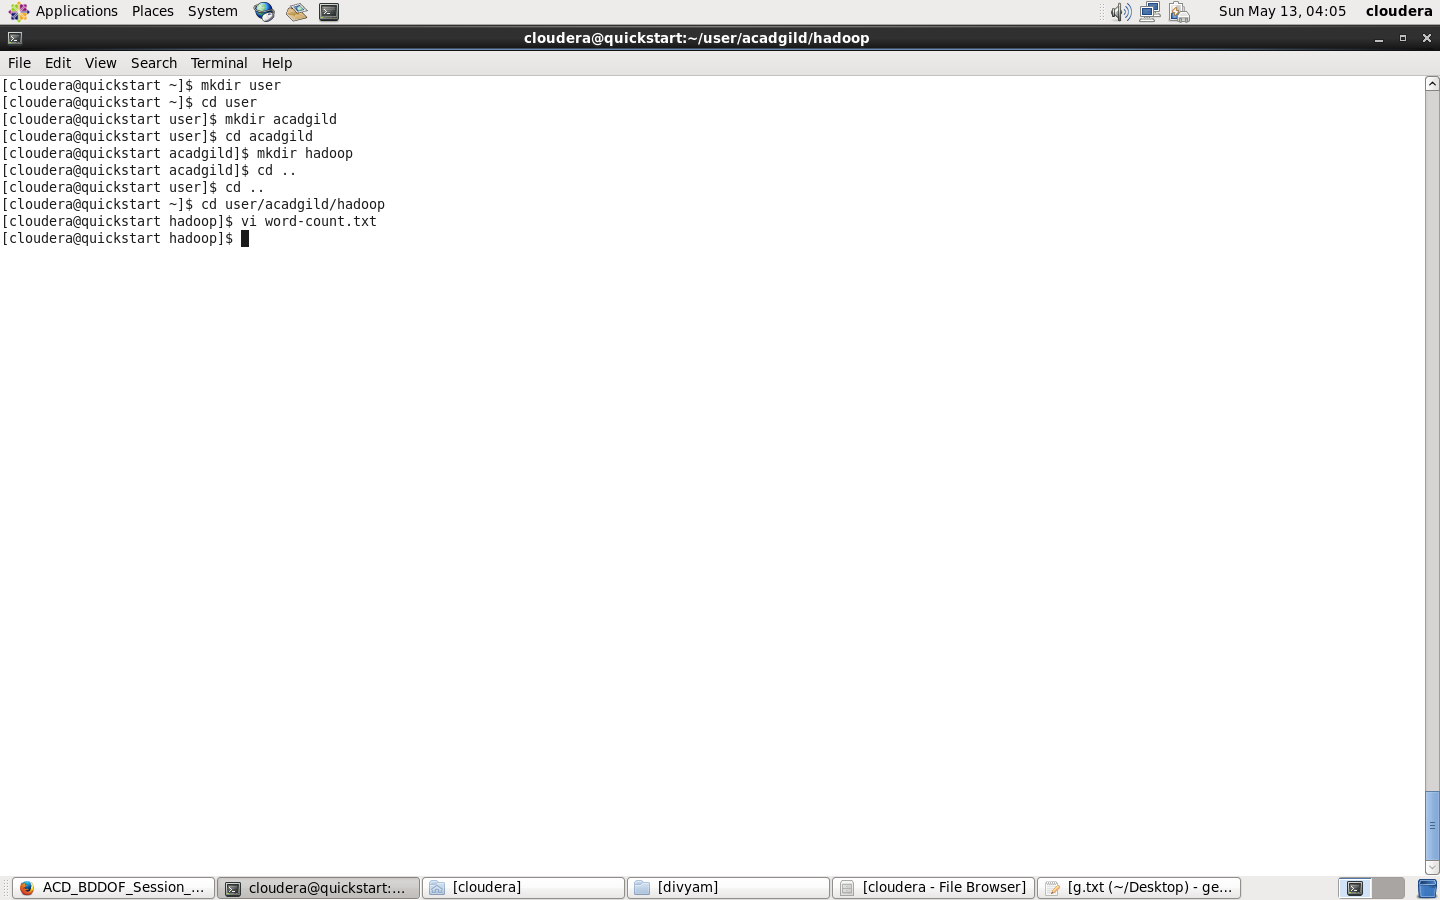 Applications Places System Sun May 13, 04:05 cloudera
cloudera@quickstart:~/user/acadgild/hadoop
File Edit View Search Terminal Help
[cloudera@quickstart ~]$ mkdir user
[cloudera@quickstart ~]$ cd user
[cloudera@quickstart user]$ mkdir acadgild
[cloudera@quickstart user]$ cd acadgild
[cloudera@quickstart acadgild]$ mkdir hadoop
[cloudera@quickstart acadgild]$ cd ..
[cloudera@quickstart user]$ cd ..
[cloudera@quickstart ~]$ cd user/acadgild/hadoop
[cloudera@quickstart hadoop]$ vi word-count.txt
[cloudera@quickstart hadoop]$
ACD_BDDOF_Session_... cloudera@quickstart:... [cloudera] [divyam] [cloudera - File Browser] [g.txt (~/Desktop) - ge...